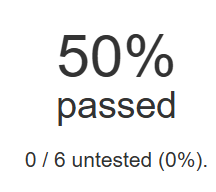 50%
passed
0 / 6 untested (0%).